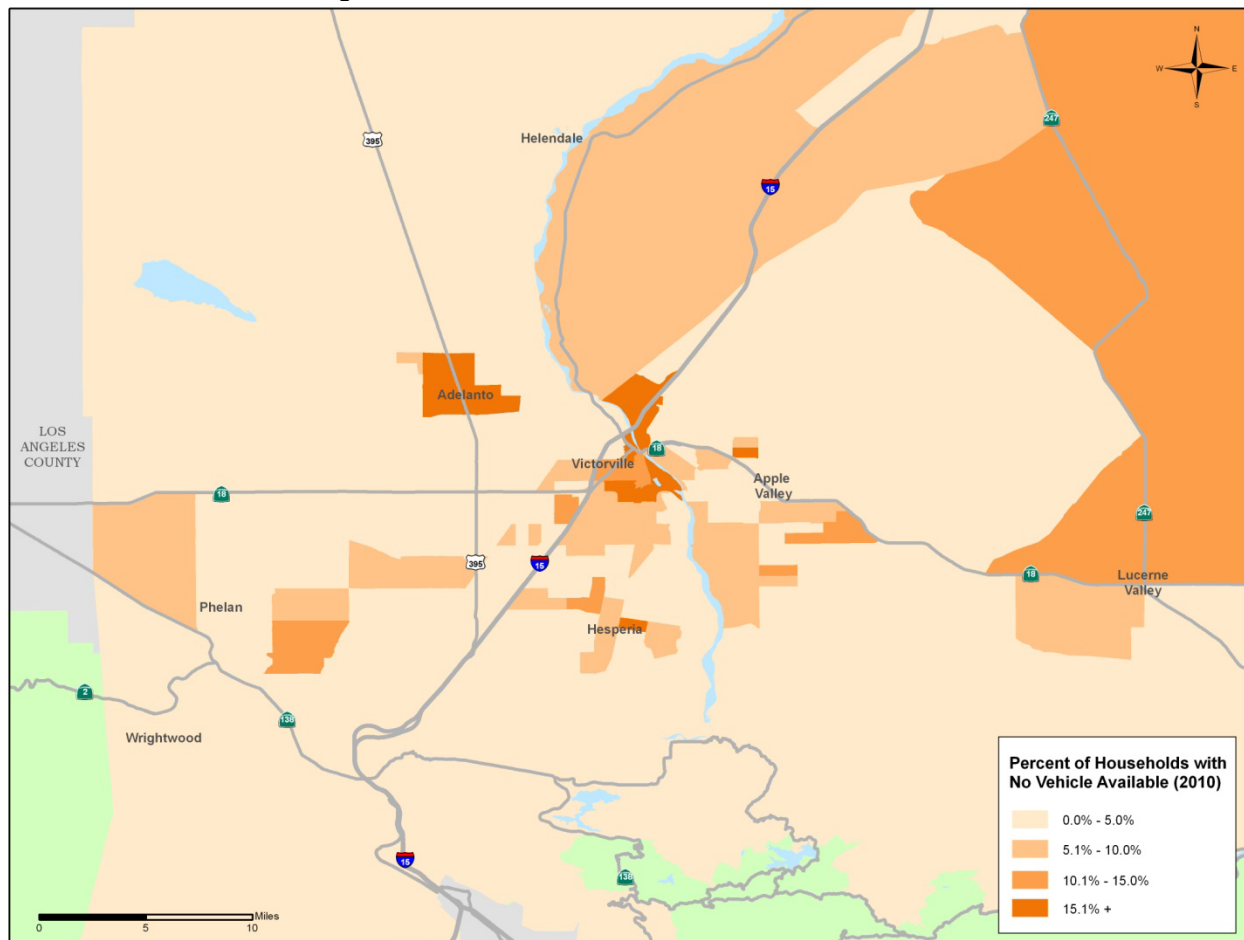 N
W E
S
247
Helendale
395
15
Adelanto
LOS
ANGELES
COUNTY
18
Victorville
Apple
Valley
18
247
395
15
18
Lucerne
Valley
Phelan
Hesperia
2
138
Wrightwood
Percent of Households with
No Vehicle Available (2010)
0.0% - 5.0%
5.1% - 10.0%
10.1% - 15.0%
15.1% +
15
138
Miles
0 5 10